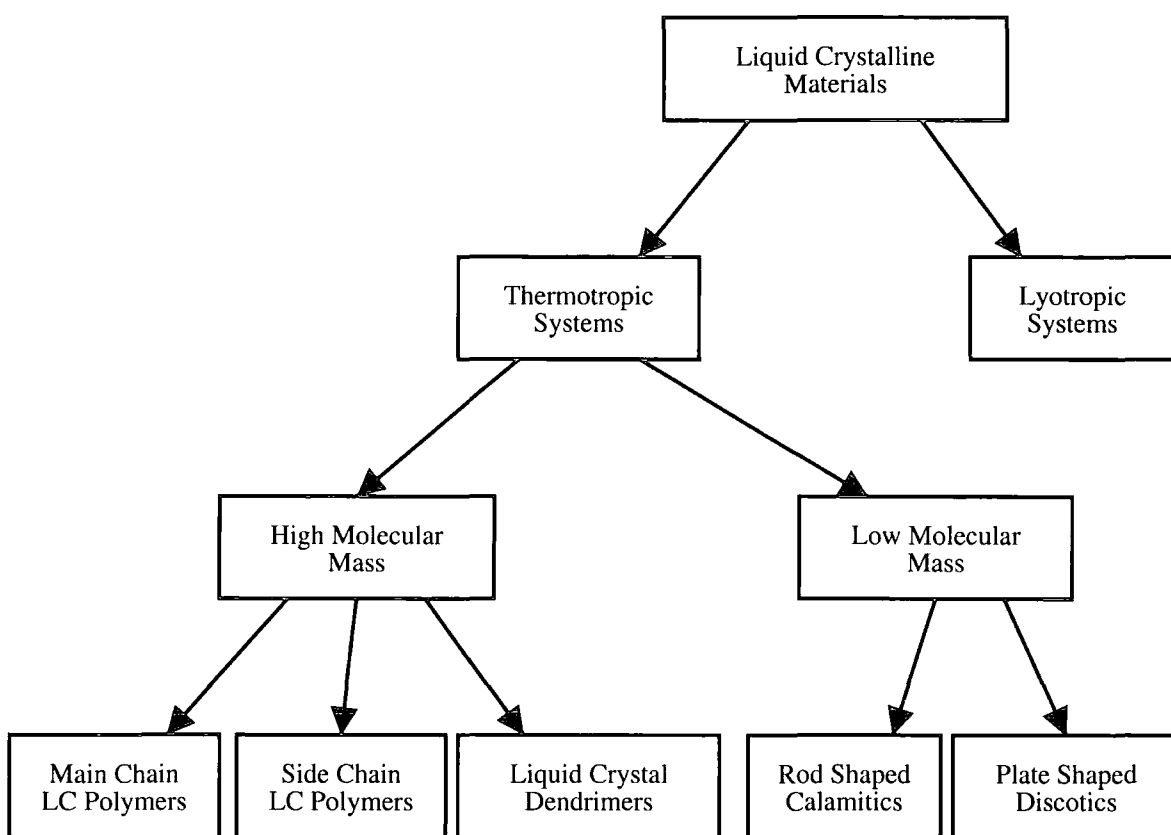 Liquid Crystalline
Materials
Thermotropic
Systems
Lyotropic
Systems
High Molecular
Mass
Low Molecular
Mass
Main Chain
LC Polymers
Side Chain
LC Polymers
Liquid Crystal
Dendrimers
Rod Shaped
Calamitics
Plate Shaped
Discotics